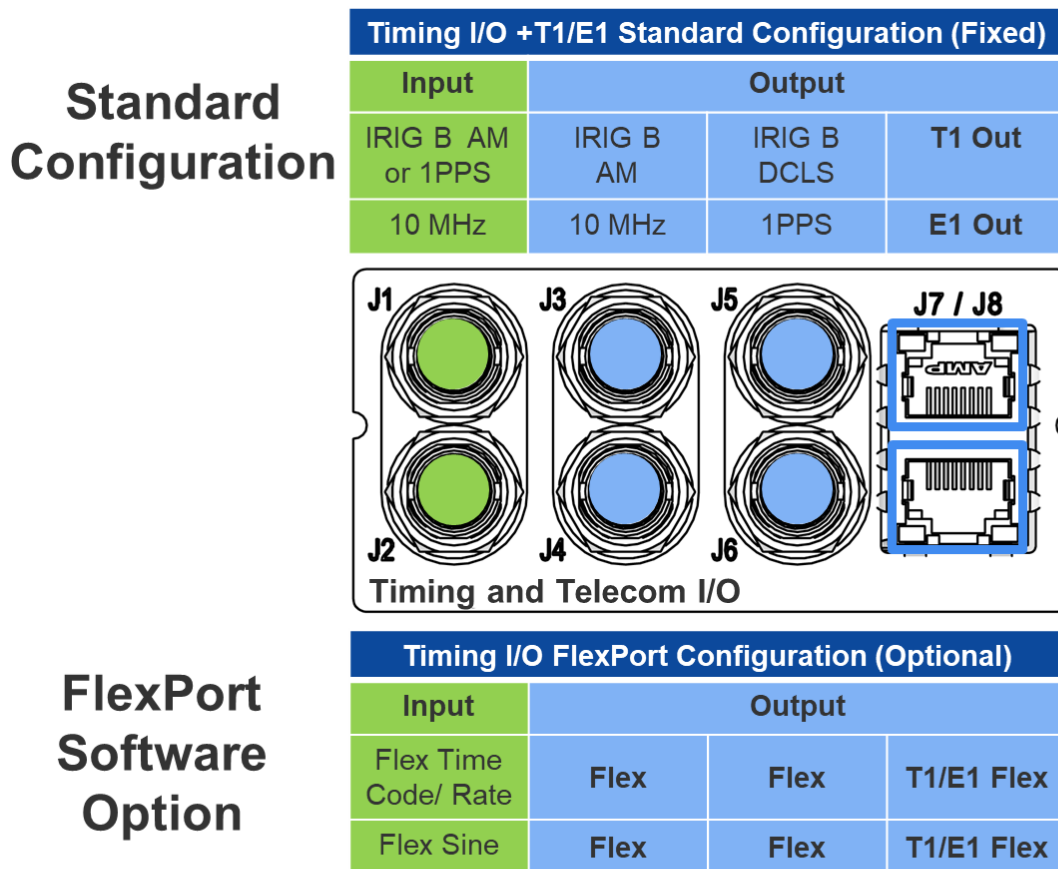 Standard
Configuration
Timing I/O +T1/E1 Standard Configuration (Fixed)
Input
Output
IRIG B AM
or 1PPS
IRIG B
AM
IRIG B
DCLS
T1 Out
10 MHz
10 MHz
1PPS
E1 Out
J1
J3
J5
J7 / J8
AMP
J2
J4
J6
Timing and Telecom I/O
FlexPort
Software
Option
Timing I/O FlexPort Configuration (Optional)
Input
Output
Flex Time
Code/ Rate
Flex
Flex
T1/E1 Flex
Flex Sine
Flex
Flex
T1/E1 Flex